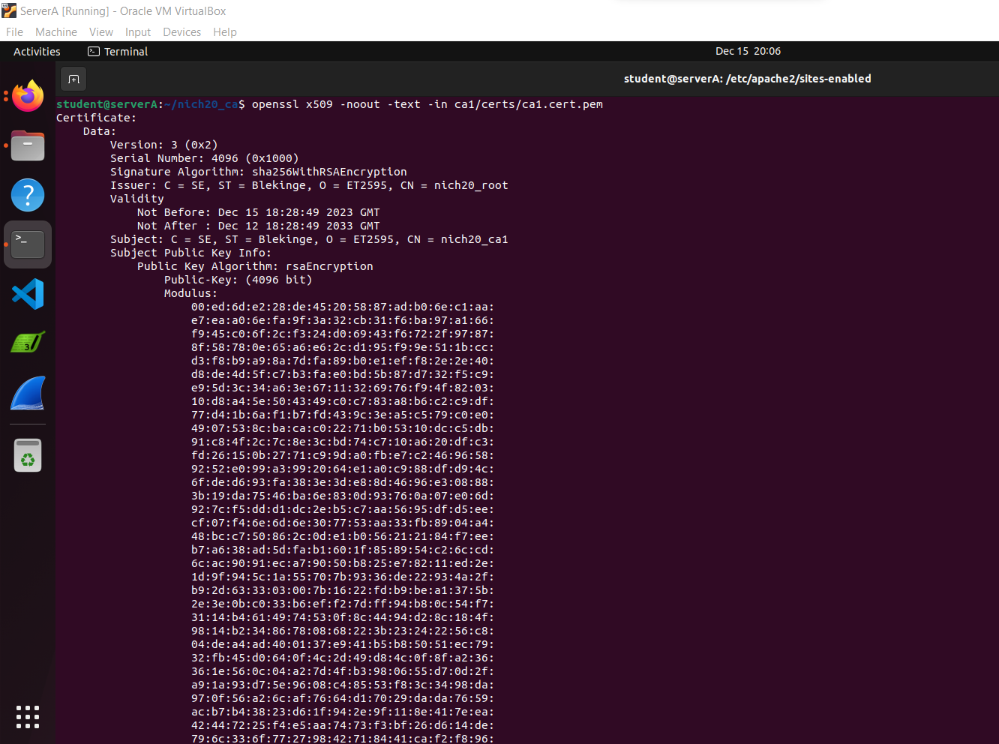 ServerA [Running] - Oracle VM VirtualBox
File Machine View Input Devices Help
Activities Terminal Dec 15 20:06
student@serverA: /etc/apache2/sites-enabled
student@serverA:~/nich20_ca$ openssl x509 -noout -text -in ca1/certs/ca1.cert.pem
Certificate:
Data:
Version: 3 (0x2)
Serial Number: 4096 (0x1000)
Signature Algorithm: sha256WithRSAEncryption
Issuer: C = SE, ST = Blekinge, O = ET2595, CN = nich20_root
Validity
Not Before: Dec 15 18:28:49 2023 GMT
Not After : Dec 12 18:28:49 2033 GMT
Subject: C = SE, ST = Blekinge, O = ET2595, CN = nich20_ca1
Subject Public Key Info:
Public Key Algorithm: rsaEncryption
Public-Key: (4096 bit)
Modulus:
00:ed:6d:e2:28:de:45:20:58:87:ad:b0:6e:c1:aa:
e7:ea:a0:6e:fa:9f:3a:32:cb:31:f6:ba:97:a1:66:
f9:45:c0:6f:2c:f3:24:d0:69:43:f6:72:2f:97:87:
8f:58:78:0e:65:a6:e6:2c:d1:95:f9:9e:51:1b:cc:
d3:f8:b9:a9:8a:7d:fa:89:b0:e1:ef:f8:2e:2e:40:
d8:de:4d:5f:c7:b3:fa:e0:bd:5b:87:d7:32:f5:c9:
e9:5d:3c:34:a6:3e:67:11:32:69:76:f9:4f:82:03:
10:d8:a4:5e:50:43:49:c0:c7:83:a8:b6:c2:c9:df:
77:d4:1b:6a:f1:b7:fd:43:9c:3e:a5:c5:79:c0:e0:
49:07:53:8c:ba:ca:c0:22:71:b0:53:10:dc:c5:db:
91:c8:4f:2c:7c:8e:3c:bd:74:c7:10:a6:20:df:c3:
fd:26:15:0b:27:71:c9:9d:a0:fb:e7:c2:46:96:58:
92:52:e0:99:a3:99:20:64:e1:a0:c9:88:df:d9:4c:
6f:de:d6:93:fa:38:3e:3d:e8:8d:46:96:e3:08:88:
3b:19:da:75:46:ba:6e:83:0d:93:76:0a:07:e0:6d:
92:7c:f5:dd:d1:dc:2e:b5:c7:aa:56:95:df:d5:ee:
cf:07:f4:6e:6d:6e:30:77:53:aa:33:fb:89:04:a4:
48:bc:c7:50:86:2c:0d:e1:b0:56:21:21:84:f7:ee:
b7:a6:38:ad:5d:fa:b1:60:1f:85:89:54:c2:6c:cd:
6c:ac:90:91:ec:a7:90:50:b8:25:e7:82:11:ed:2e:
1d:9f:94:5c:1a:55:70:7b:93:36:de:22:93:4a:2f:
b9:2d:63:33:03:00:7b:16:22:fd:b9:be:a1:37:5b:
2e:3e:0b:c0:33:b6:ef:f2:7d:ff:94:b8:0c:54:f7:
31:14:b4:61:49:74:53:0f:8c:44:94:d2:8c:18:4f:
98:14:b2:34:86:78:08:68:22:3b:23:24:22:56:c8:
04:de:a4:ad:40:01:37:e9:41:b5:b8:50:51:ec:79:
32:fb:45:d0:64:0f:4c:2d:49:d8:4c:0f:8f:a2:36:
36:1e:56:0c:04:a2:7d:4f:b3:98:06:55:d7:0d:2f:
a9:1a:93:d7:5e:96:08:c4:85:53:f8:3c:34:98:da:
97:0f:56:a2:6c:af:76:64:d1:70:29:da:da:76:59:
ac:b7:b4:38:23:d6:1f:94:2e:9f:11:8e:41:7e:ea:
42:44:72:25:f4:e5:aa:74:73:f3:bf:26:d6:14:de:
79:6c:33:6f:77:27:98:42:71:84:41:ca:f2:f8:96: